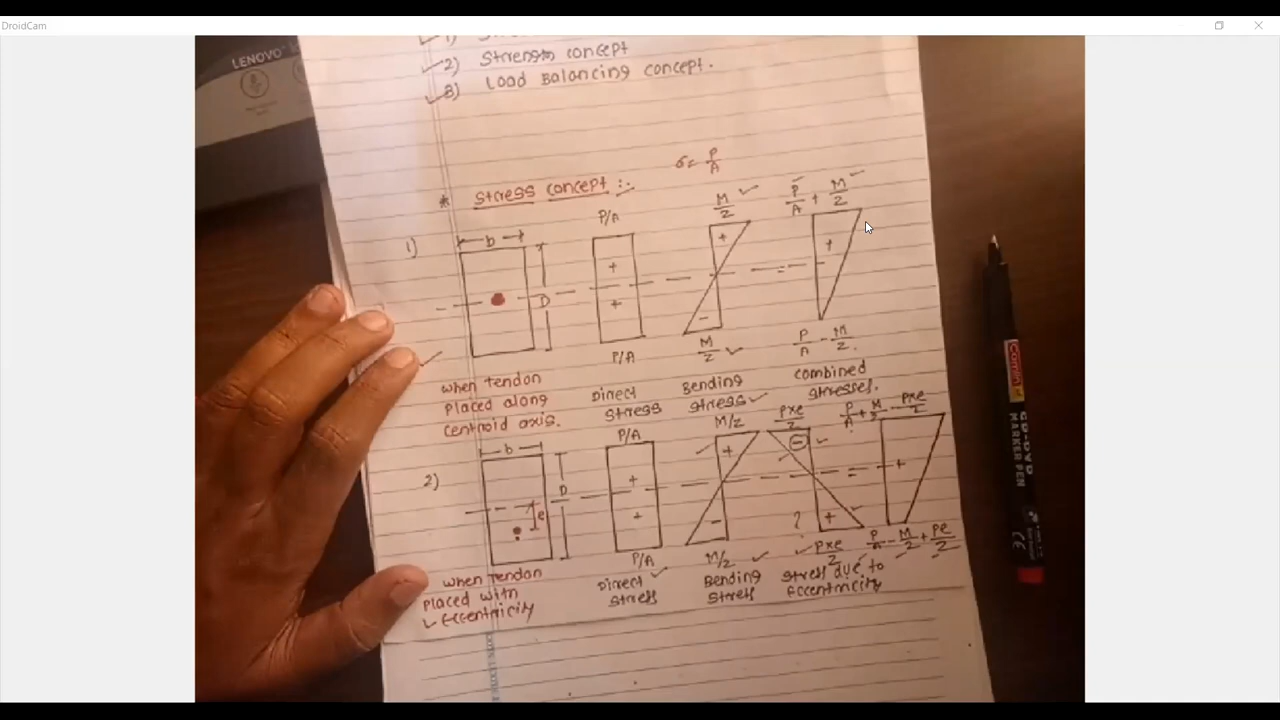 DroidCam
LENOVO
2) Strength concept
3) Load Balancing concept.
* Stress concept :-
σ = P/A
1)
b
D
P/A
+
+
P/A
M/Z
+
-
M/Z
P/A + M/Z
+
P/A - M/Z.
When tendon
placed along
centroid axis.
Direct
stress
Bending
stress
combined
stresses.
2)
b
D
e
P/A
+
+
P/A
M/Z
+
-
M/Z
Pxe/Z
-
+
?
Pxe/Z
=
P/A + M/Z - Pxe/Z
+
P/A - M/Z + Pe/Z
When tendon
placed with
Eccentricity
Direct
stress
Bending
stress
stress due to
Eccentricity
CD-DVD
MARKER PEN
CE